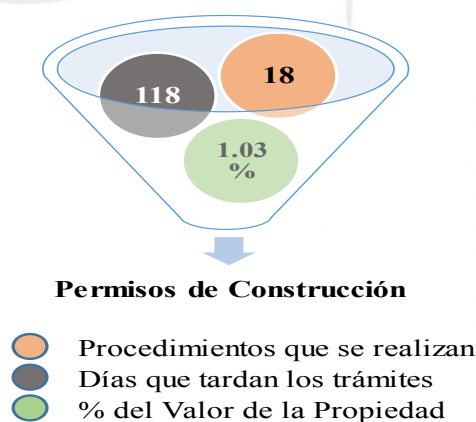 18
118
1.03
%
Permisos de Construcción
Procedimientos que se realizan
Días que tardan los trámites
% del Valor de la Propiedad